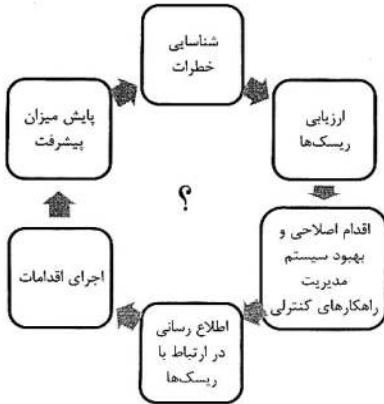 شناسایی
خطرات
ارزیابی
ریسک‌ها
اقدام اصلاحی و
بهبود سیستم
مدیریت
راهکارهای کنترلی
اطلاع رسانی
در ارتباط با
ریسک‌ها
اجرای اقدامات
پایش میزان
پیشرفت
؟